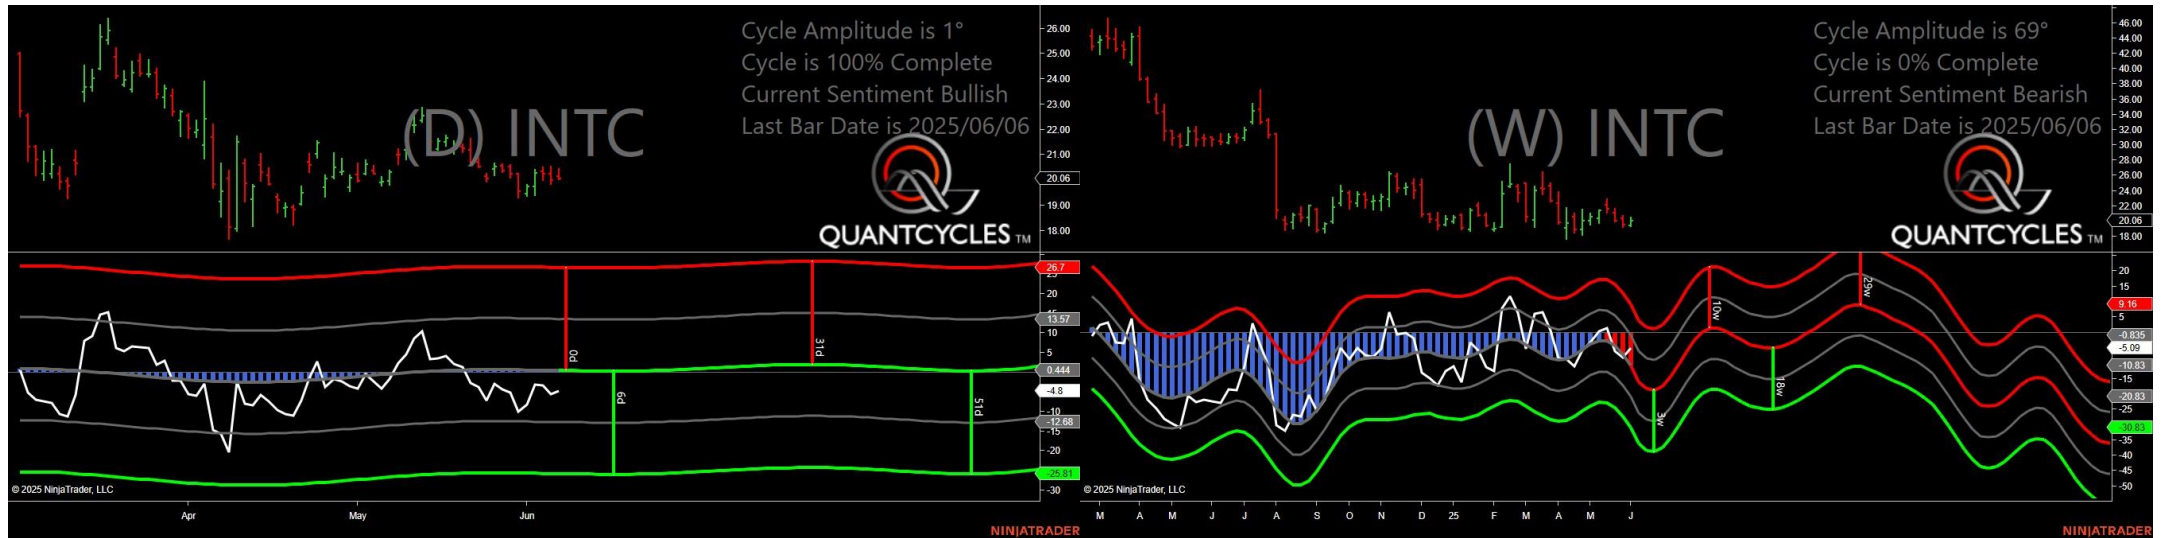 Cycle Amplitude is 1°
Cycle is 100% Complete
Current Sentiment Bullish
Last Bar Date is 2025/06/06
(D) INTC
QUANTCYCLES TM
26.00
25.00
24.00
23.00
22.00
21.00
20.06
19.00
18.00
26.7
20
13.57
10
5
0.444
-4.8
-10
-12.68
-15
-20
-25.81
-30
0d
6d
31d
51d
© 2025 NinjaTrader, LLC
Apr
May
Jun
NINJATRADER
Cycle Amplitude is 69°
Cycle is 0% Complete
Current Sentiment Bearish
Last Bar Date is 2025/06/06
(W) INTC
QUANTCYCLES TM
46.00
44.00
42.00
40.00
38.00
36.00
34.00
32.00
30.00
28.00
26.00
24.00
22.00
20.06
18.00
20
15
9.16
5
-0.835
-5.09
-10.83
-15
-20.83
-25
-30.83
-35
-40
-45
-50
3w
10w
18w
29w
© 2025 NinjaTrader, LLC
M A M J J A S O N D 25 F M A M J
NINJATRADER